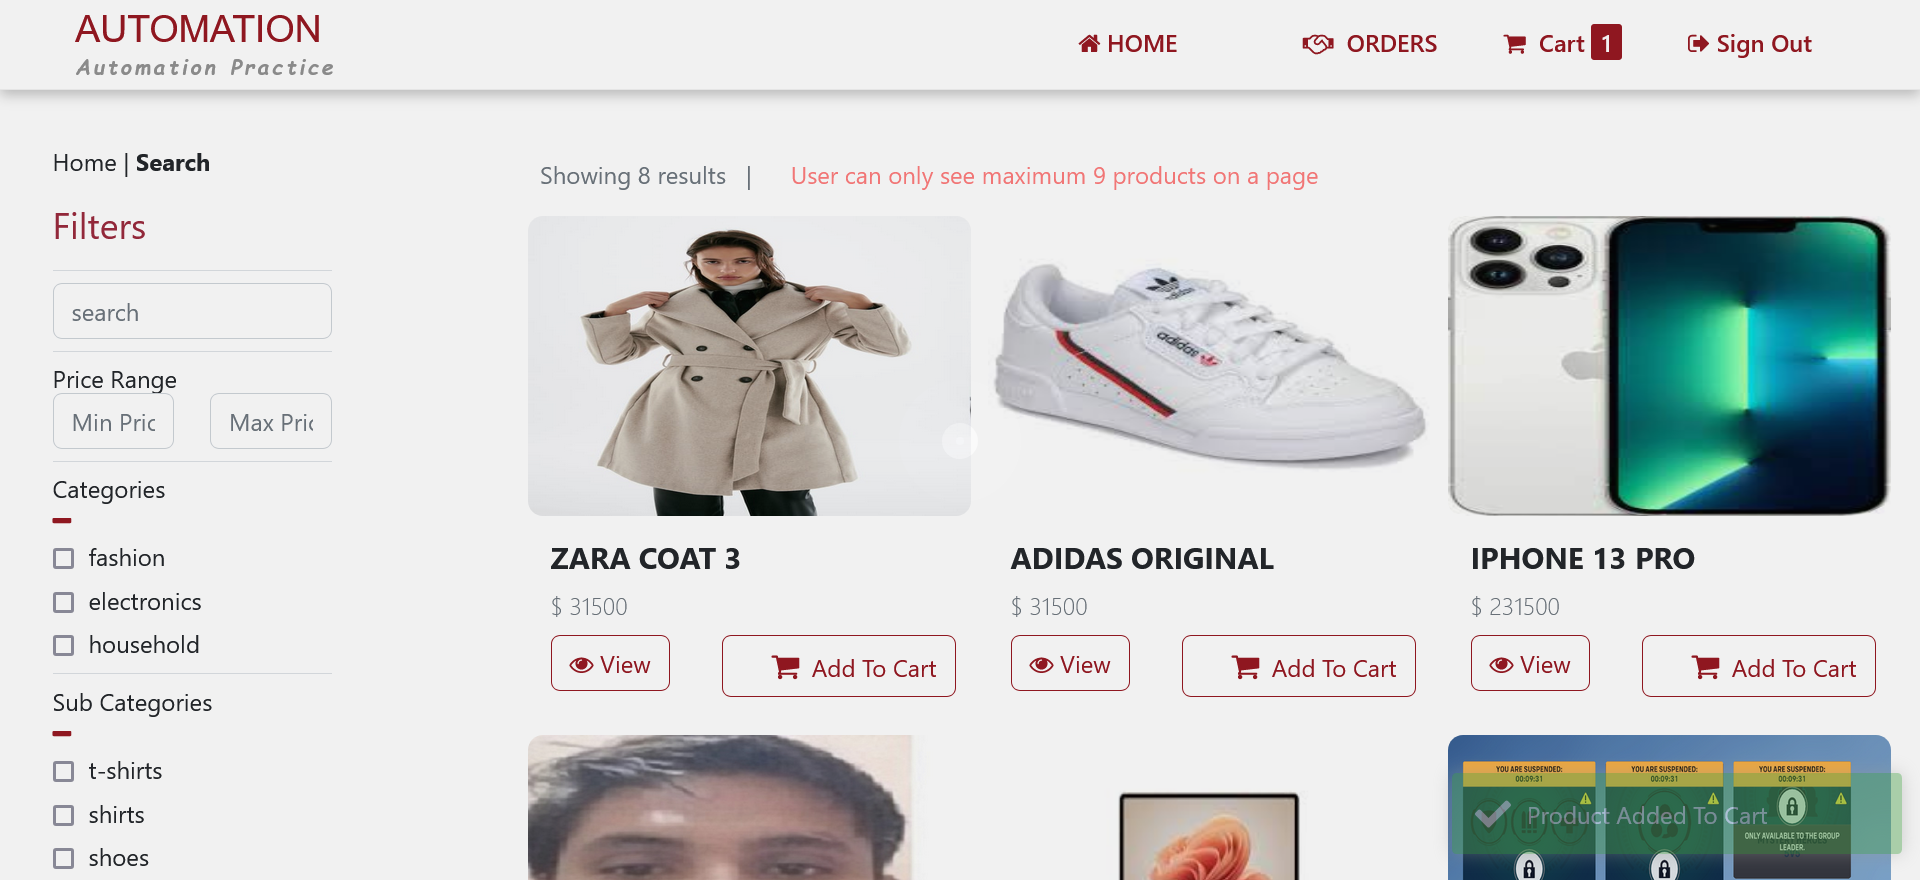 AUTOMATION
Automation Practice
HOME
ORDERS
Cart 1
Sign Out
Home | Search
Filters
search
Price Range
Min Pric
Max Pric
Categories
fashion
electronics
household
Sub Categories
t-shirts
shirts
shoes
Showing 8 results |
User can only see maximum 9 products on a page
adidas
ZARA COAT 3
$ 31500
View
Add To Cart
ADIDAS ORIGINAL
$ 31500
View
Add To Cart
IPHONE 13 PRO
$ 231500
View
Add To Cart
YOU ARE SUSPENDED:
00:09:31
YOU ARE SUSPENDED:
00:09:31
YOU ARE SUSPENDED:
00:09:31
Product Added To Cart
ONLY AVAILABLE TO THE GROUP
LEADER.